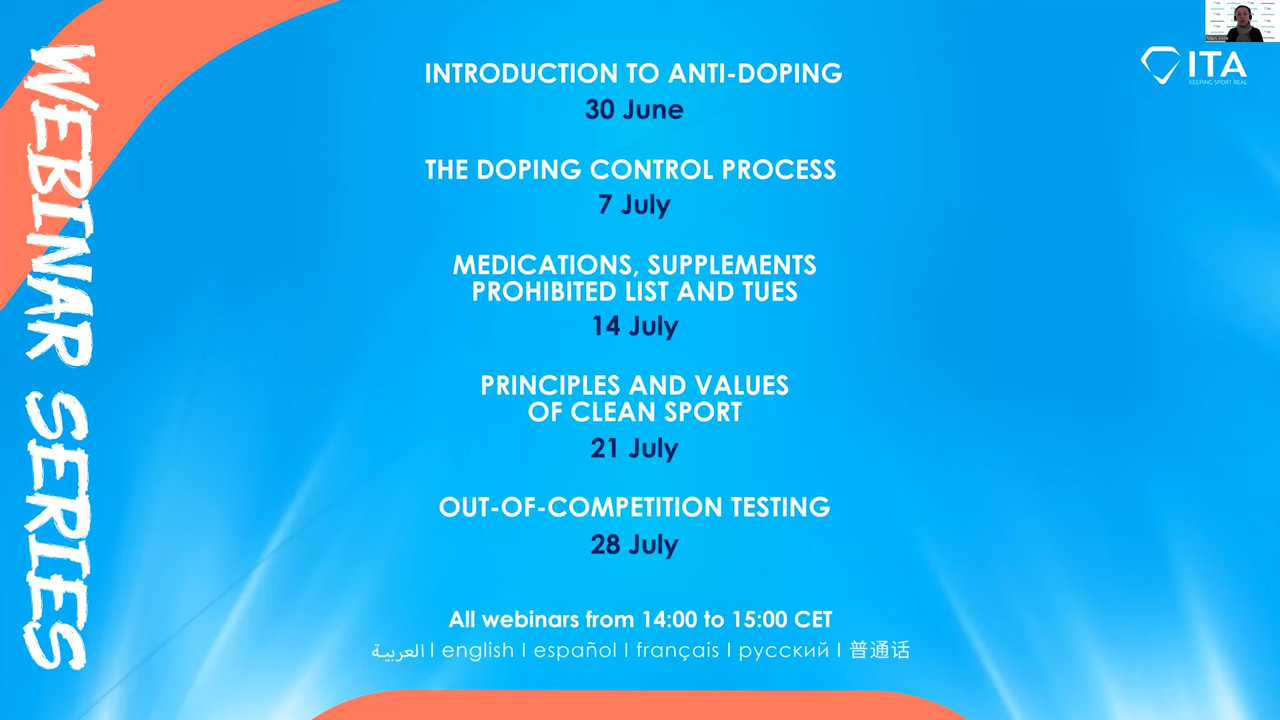 WEBINAR SERIES
ITA
KEEPING SPORT REAL
INTRODUCTION TO ANTI-DOPING
30 June
THE DOPING CONTROL PROCESS
7 July
MEDICATIONS, SUPPLEMENTS
PROHIBITED LIST AND TUES
14 July
PRINCIPLES AND VALUES
OF CLEAN SPORT
21 July
OUT-OF-COMPETITION TESTING
28 July
All webinars from 14:00 to 15:00 CET
العربية I english I español I français I русский I 普通话